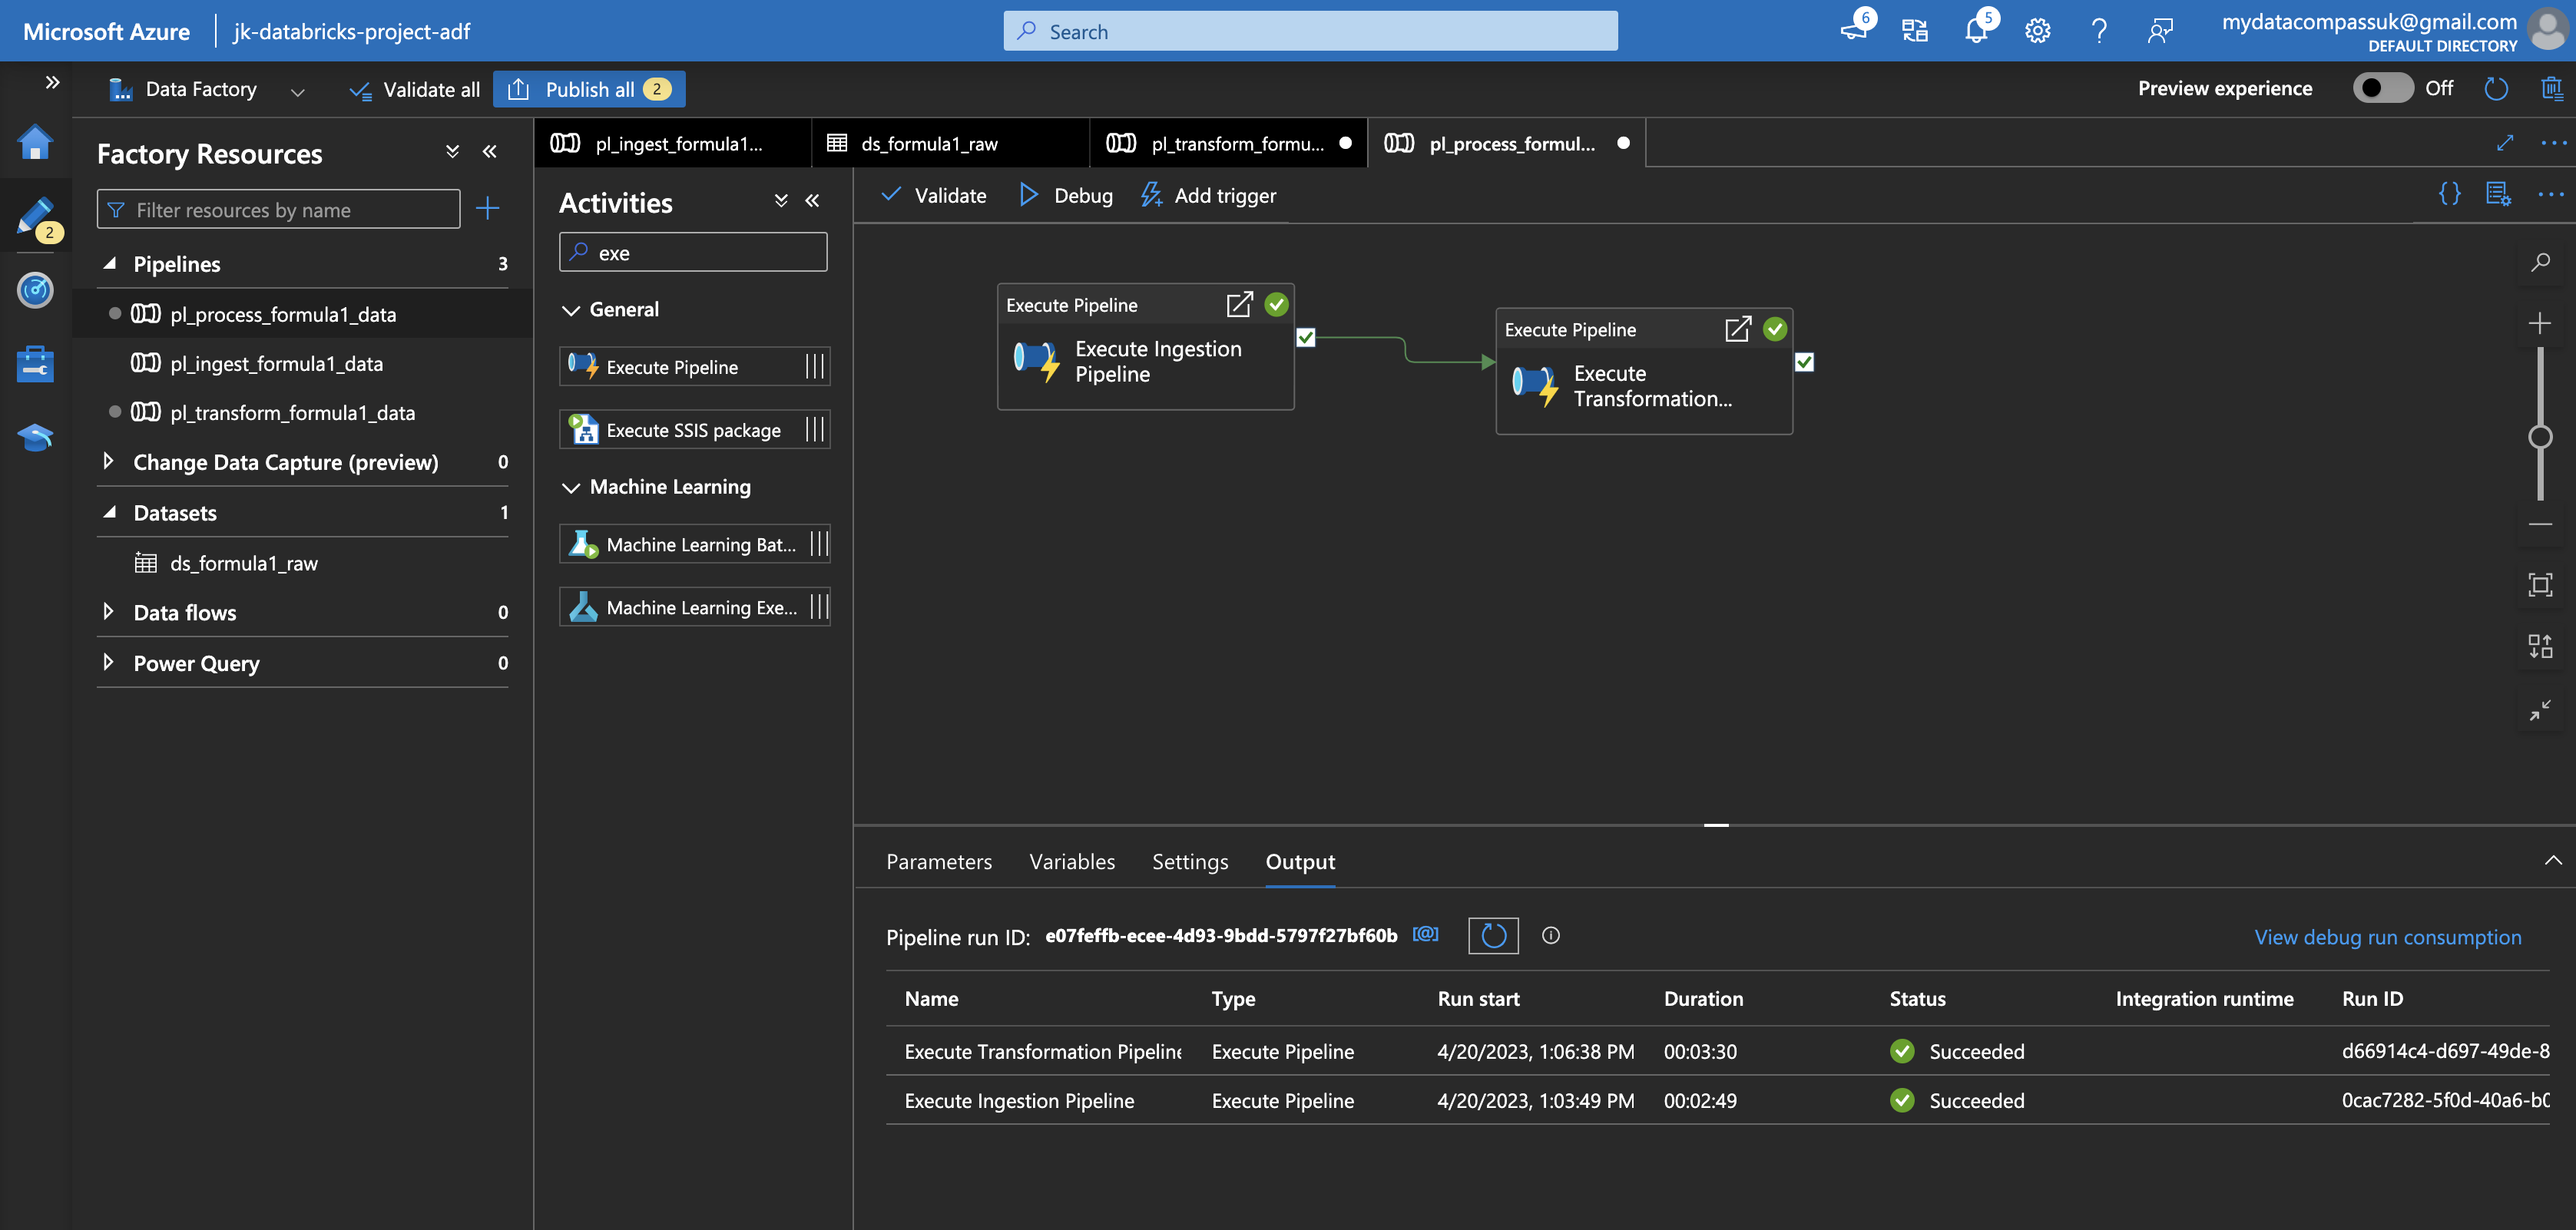 Microsoft Azure
jk-databricks-project-adf
Search
6
5
mydatacompassuk@gmail.com
DEFAULT DIRECTORY
Data Factory
Validate all
Publish all 2
Preview experience
Off
2
Factory Resources
Filter resources by name
Pipelines 3
pl_process_formula1_data
pl_ingest_formula1_data
pl_transform_formula1_data
Change Data Capture (preview) 0
Datasets 1
ds_formula1_raw
Data flows 0
Power Query 0
pl_ingest_formula1...
ds_formula1_raw
pl_transform_formu...
pl_process_formul...
Activities
exe
General
Execute Pipeline
Execute SSIS package
Machine Learning
Machine Learning Bat...
Machine Learning Exe...
Validate
Debug
Add trigger
Execute Pipeline
Execute Ingestion
Pipeline
Execute Pipeline
Execute
Transformation...
Parameters
Variables
Settings
Output
Pipeline run ID: e07feffb-ecee-4d93-9bdd-5797f27bf60b
View debug run consumption
Name Type Run start Duration Status Integration runtime Run ID
Execute Transformation Pipeline Execute Pipeline 4/20/2023, 1:06:38 PM 00:03:30 Succeeded d66914c4-d697-49de-8
Execute Ingestion Pipeline Execute Pipeline 4/20/2023, 1:03:49 PM 00:02:49 Succeeded 0cac7282-5f0d-40a6-b0